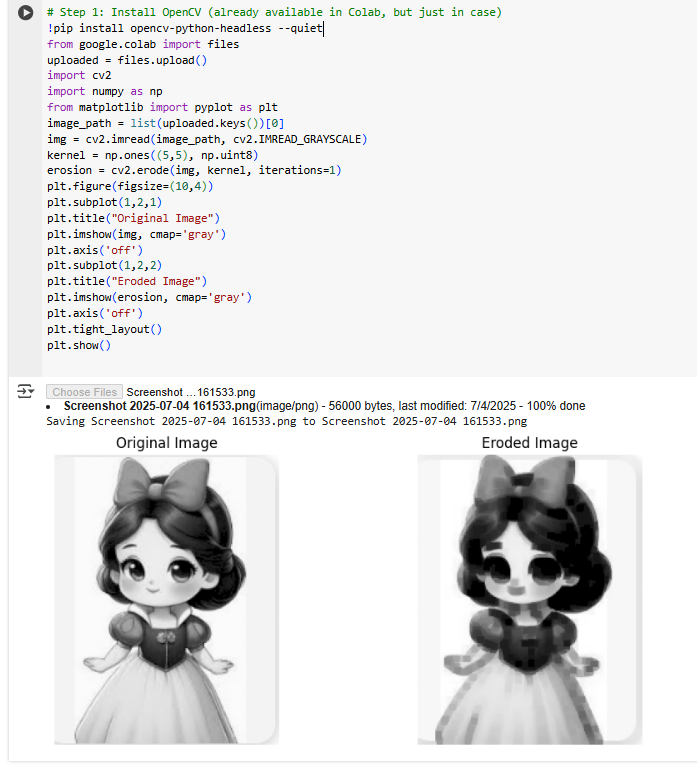 # Step 1: Install OpenCV (already available in Colab, but just in case)
!pip install opencv-python-headless --quiet
from google.colab import files
uploaded = files.upload()
import cv2
import numpy as np
from matplotlib import pyplot as plt
image_path = list(uploaded.keys())[0]
img = cv2.imread(image_path, cv2.IMREAD_GRAYSCALE)
kernel = np.ones((5,5), np.uint8)
erosion = cv2.erode(img, kernel, iterations=1)
plt.figure(figsize=(10,4))
plt.subplot(1,2,1)
plt.title("Original Image")
plt.imshow(img, cmap='gray')
plt.axis('off')
plt.subplot(1,2,2)
plt.title("Eroded Image")
plt.imshow(erosion, cmap='gray')
plt.axis('off')
plt.tight_layout()
plt.show()
Choose Files Screenshot ...161533.png
• Screenshot 2025-07-04 161533.png(image/png) - 56000 bytes, last modified: 7/4/2025 - 100% done
Saving Screenshot 2025-07-04 161533.png to Screenshot 2025-07-04 161533.png
Original Image Eroded Image